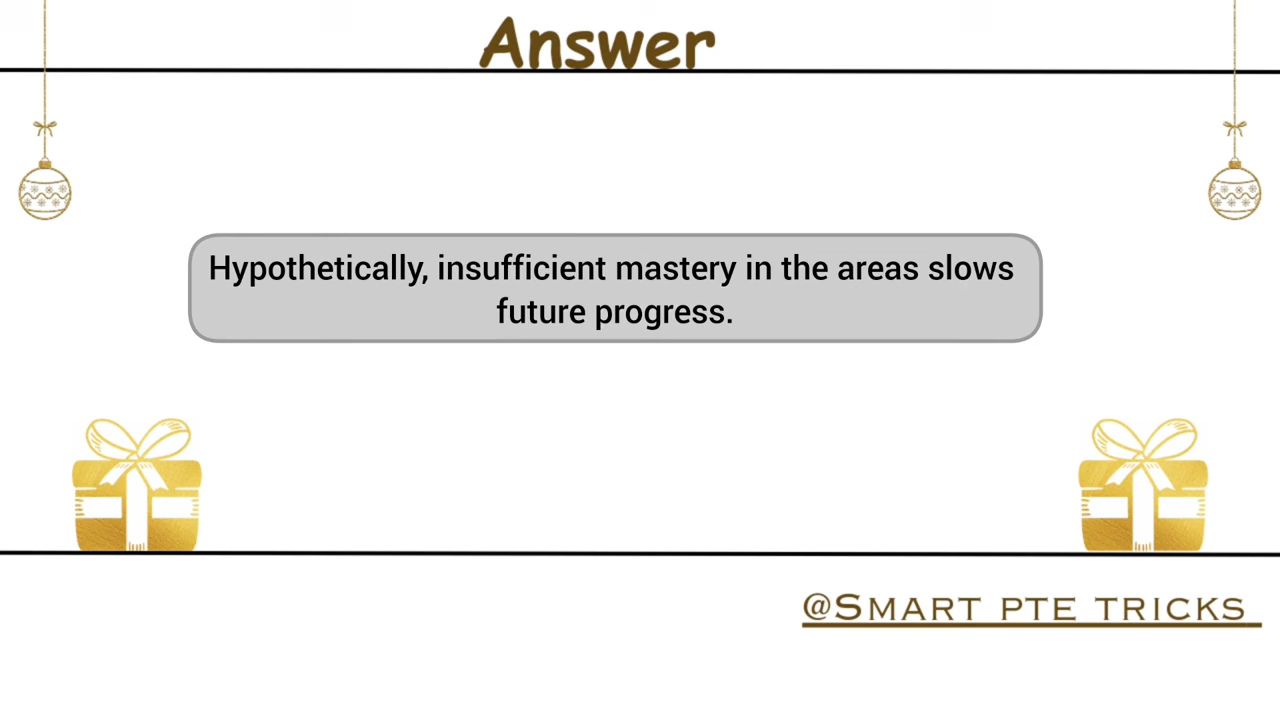 Answer
Hypothetically, insufficient mastery in the areas slows
future progress.
@SMART PTE TRICKS